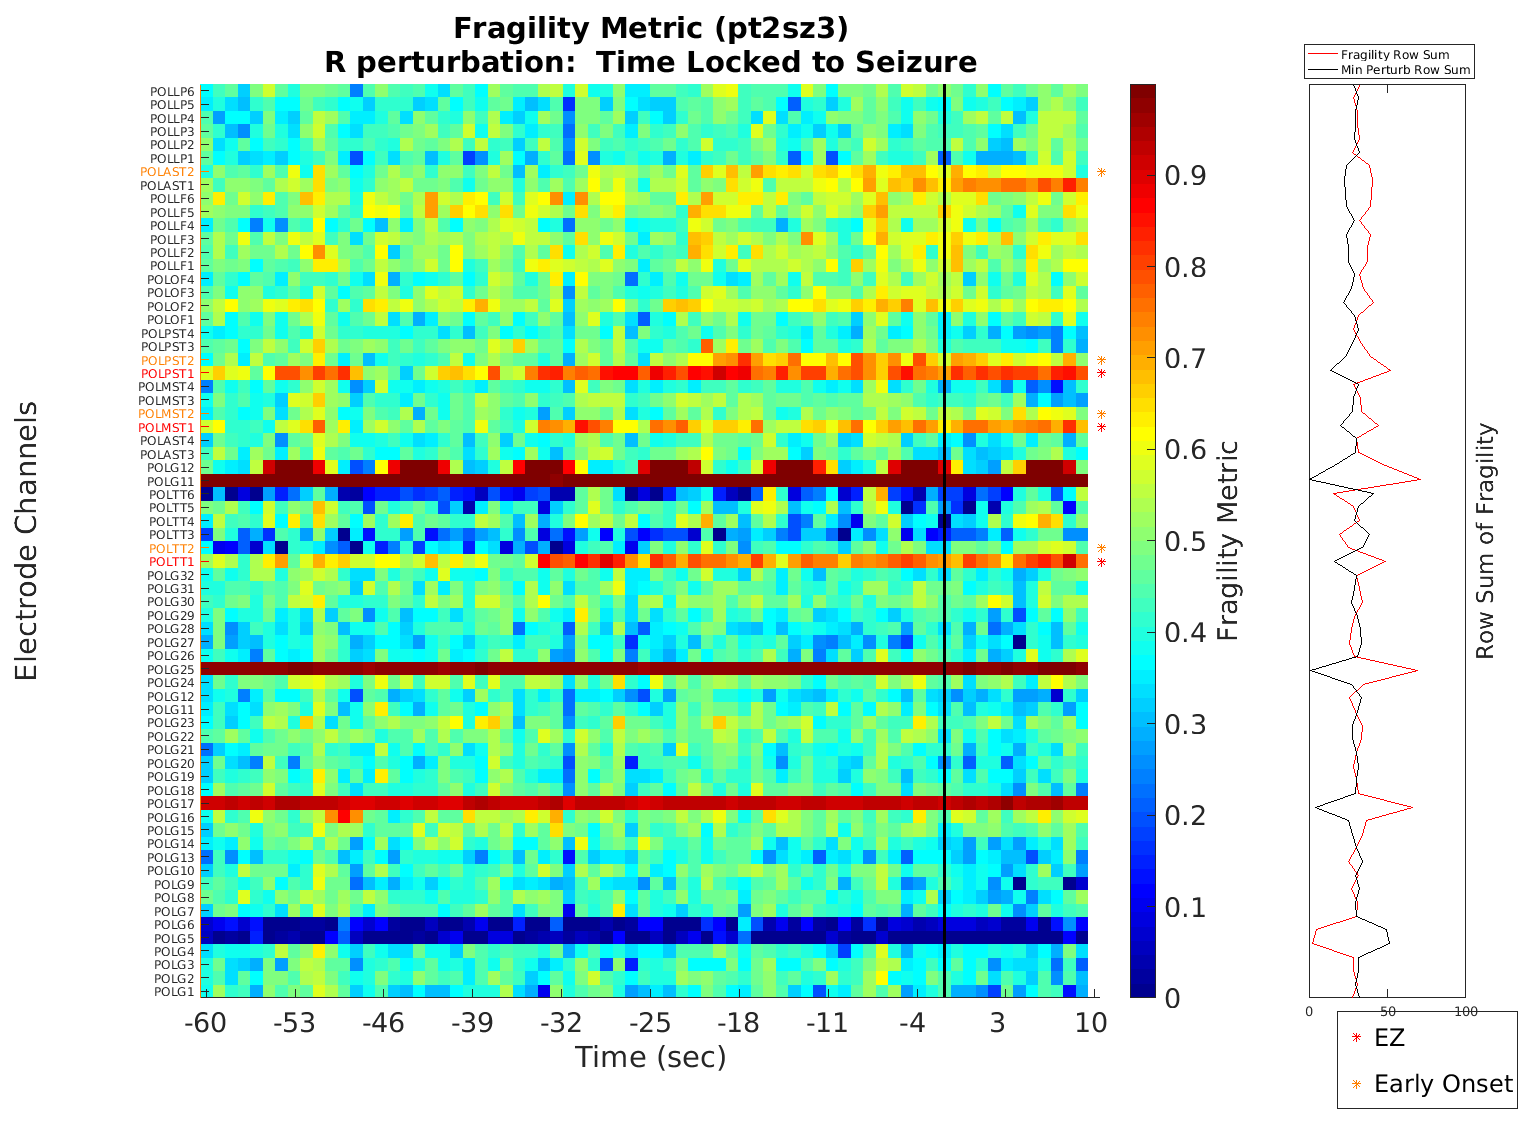 Fragility Metric (pt2sz3)
R perturbation:  Time Locked to Seizure
Fragility Row Sum
Min Perturb Row Sum
Electrode Channels
POLLP6
POLLP5
POLLP4
POLLP3
POLLP2
POLLP1
POLAST2
POLAST1
POLLF6
POLLF5
POLLF4
POLLF3
POLLF2
POLLF1
POLOF4
POLOF3
POLOF2
POLOF1
POLPST4
POLPST3
POLPST2
POLPST1
POLMST4
POLMST3
POLMST2
POLMST1
POLAST4
POLAST3
POLG12
POLG11
POLTT6
POLTT5
POLTT4
POLTT3
POLTT2
POLTT1
POLG32
POLG31
POLG30
POLG29
POLG28
POLG27
POLG26
POLG25
POLG24
POLG12
POLG11
POLG23
POLG22
POLG21
POLG20
POLG19
POLG18
POLG17
POLG16
POLG15
POLG14
POLG13
POLG10
POLG9
POLG8
POLG7
POLG6
POLG5
POLG4
POLG3
POLG2
POLG1
-60 -53 -46 -39 -32 -25 -18 -11 -4 3 10
Time (sec)
0.9
0.8
0.7
0.6
0.5
0.4
0.3
0.2
0.1
0
Fragility Metric
0 50 100
Row Sum of Fragility
EZ
Early Onset